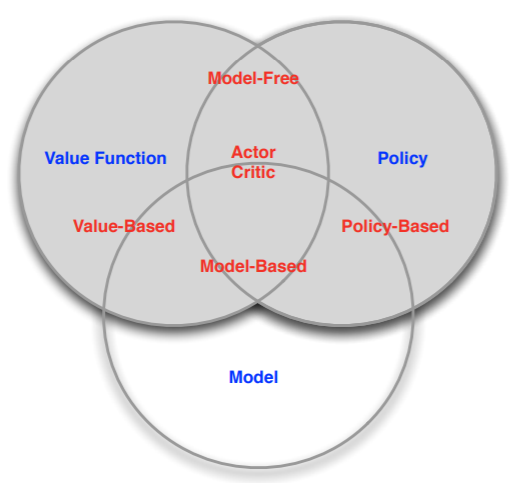 Model-Free
Value Function
Actor
Critic
Policy
Value-Based
Policy-Based
Model-Based
Model